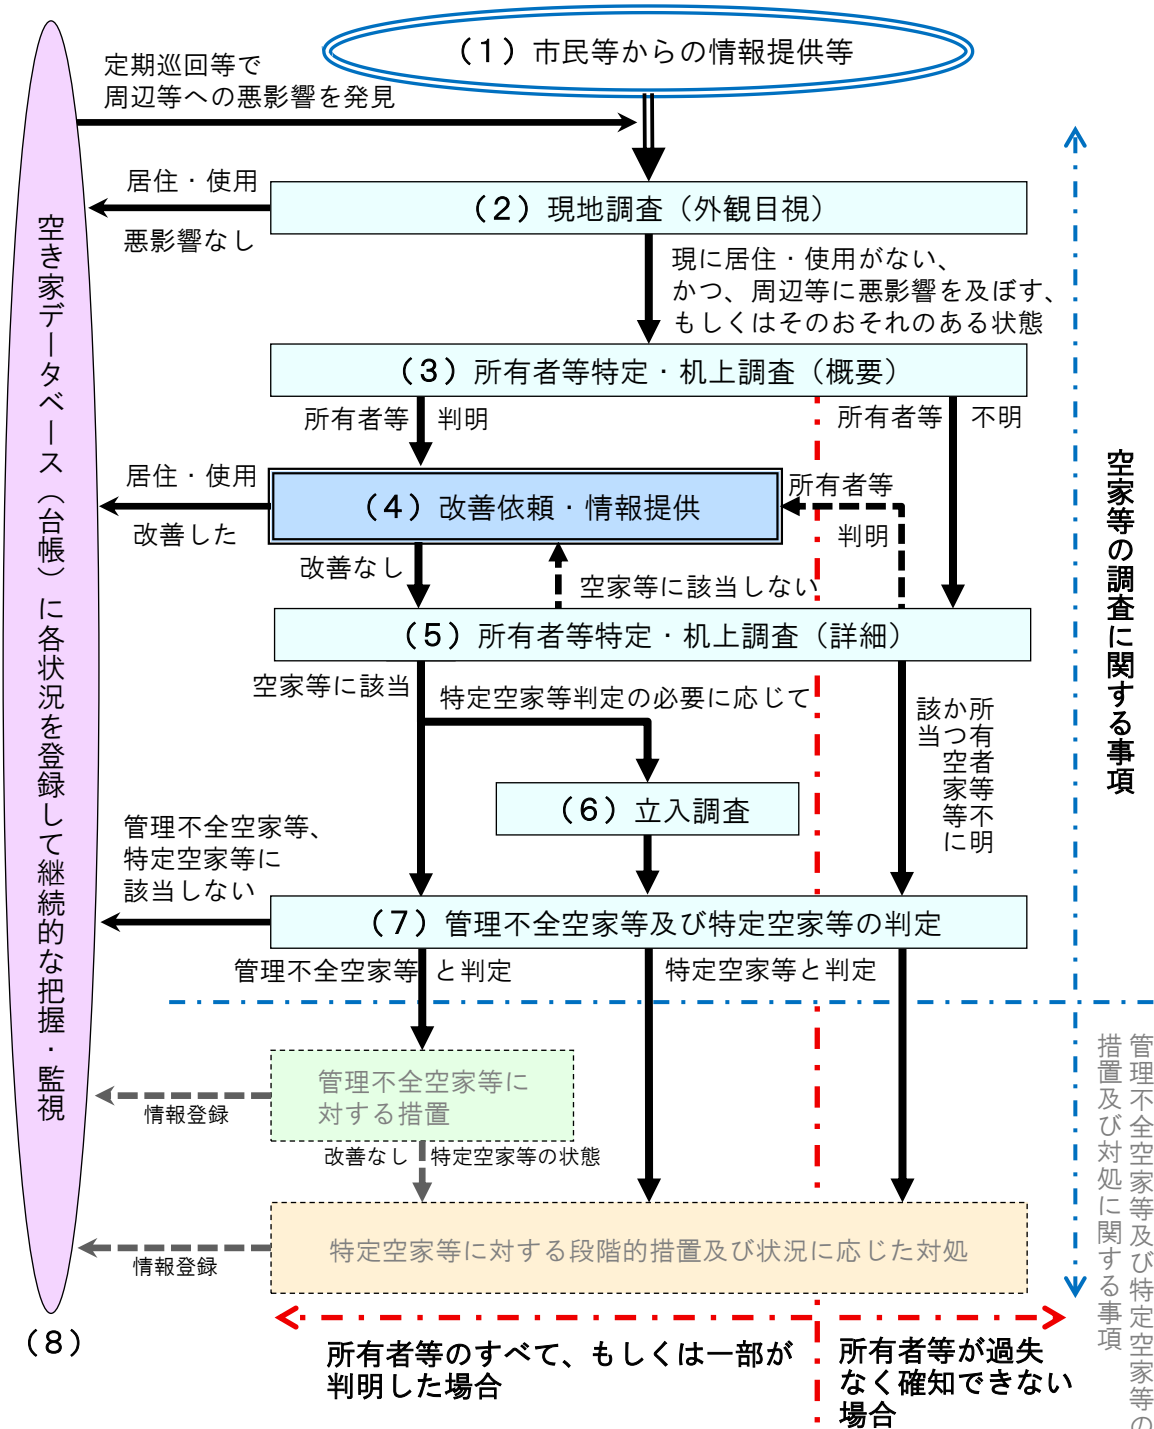 （1）市民等からの情報提供等
定期巡回等で
周辺等への悪影響を発見
居住・使用
悪影響なし
（2）現地調査（外観目視）
現に居住・使用がない、
かつ、周辺等に悪影響を及ぼす、
もしくはそのおそれのある状態
（3）所有者等特定・机上調査（概要）
所有者等 判明
所有者等 不明
居住・使用
改善した
（4）改善依頼・情報提供
所有者等
判明
改善なし
空家等に該当しない
（5）所有者等特定・机上調査（詳細）
空家等に該当
特定空家等判定の必要に応じて
所有者等不明
かつ空家等に
該当
（6）立入調査
管理不全空家等、
特定空家等に
該当しない
（7）管理不全空家等及び特定空家等の判定
管理不全空家等 と判定
特定空家等と判定
管理不全空家等に
対する措置
情報登録
改善なし 特定空家等の状態
特定空家等に対する段階的措置及び状況に応じた対処
情報登録
空き家データベース（台帳）に各状況を登録して継続的な把握・監視
（8）
空家等の調査に関する事項
管理不全空家等及び特定空家等の
措置及び対処に関する事項
所有者等のすべて、もしくは一部が
判明した場合
所有者等が過失
なく確知できない
場合